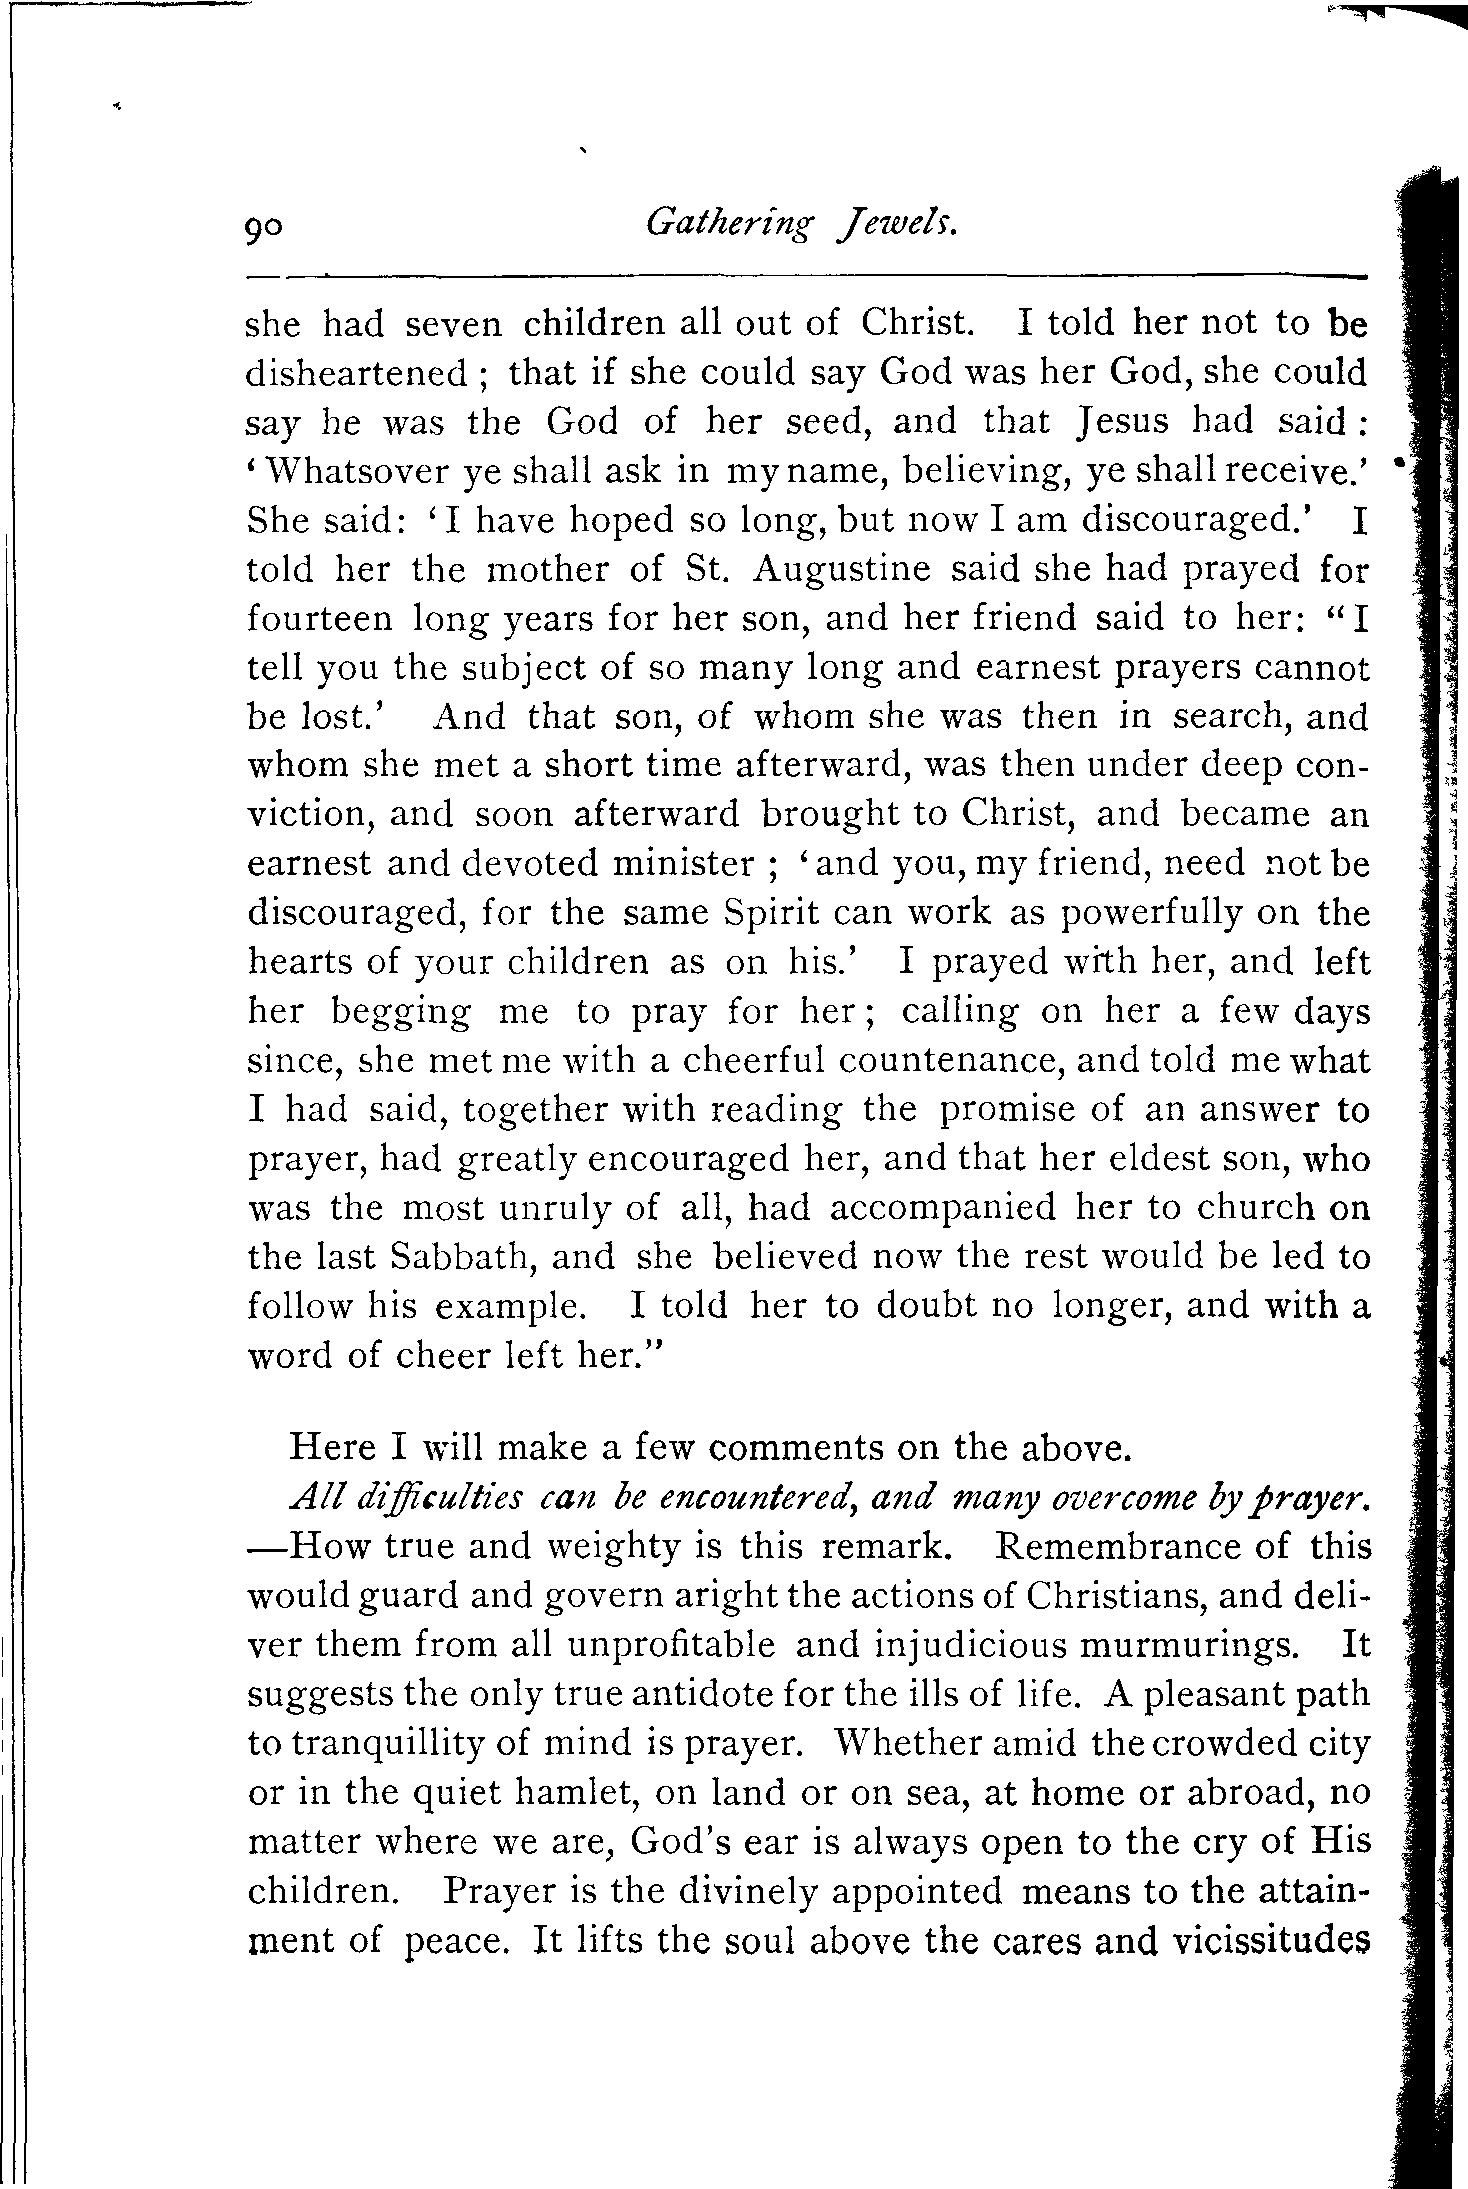 90 Gathering Jewels.
she had seven children all out of Christ. I told her not to be
disheartened ; that if she could say God was her God, she could
say he was the God of her seed, and that Jesus had said :
‘ Whatsover ye shall ask in my name, believing, ye shall receive.’
She said: ‘ I have hoped so long, but now I am discouraged.’ I
told her the mother of St. Augustine said she had prayed for
fourteen long years for her son, and her friend said to her: “ I
tell you the subject of so many long and earnest prayers cannot
be lost.’ And that son, of whom she was then in search, and
whom she met a short time afterward, was then under deep con-
viction, and soon afterward brought to Christ, and became an
earnest and devoted minister ; ‘ and you, my friend, need not be
discouraged, for the same Spirit can work as powerfully on the
hearts of your children as on his.’ I prayed with her, and left
her begging me to pray for her ; calling on her a few days
since, she met me with a cheerful countenance, and told me what
I had said, together with reading the promise of an answer to
prayer, had greatly encouraged her, and that her eldest son, who
was the most unruly of all, had accompanied her to church on
the last Sabbath, and she believed now the rest would be led to
follow his example. I told her to doubt no longer, and with a
word of cheer left her.”
Here I will make a few comments on the above.
All difficulties can be encountered, and many overcome by prayer.
—How true and weighty is this remark. Remembrance of this
would guard and govern aright the actions of Christians, and deli-
ver them from all unprofitable and injudicious murmurings. It
suggests the only true antidote for the ills of life. A pleasant path
to tranquillity of mind is prayer. Whether amid the crowded city
or in the quiet hamlet, on land or on sea, at home or abroad, no
matter where we are, God's ear is always open to the cry of His
children. Prayer is the divinely appointed means to the attain-
ment of peace. It lifts the soul above the cares and vicissitudes